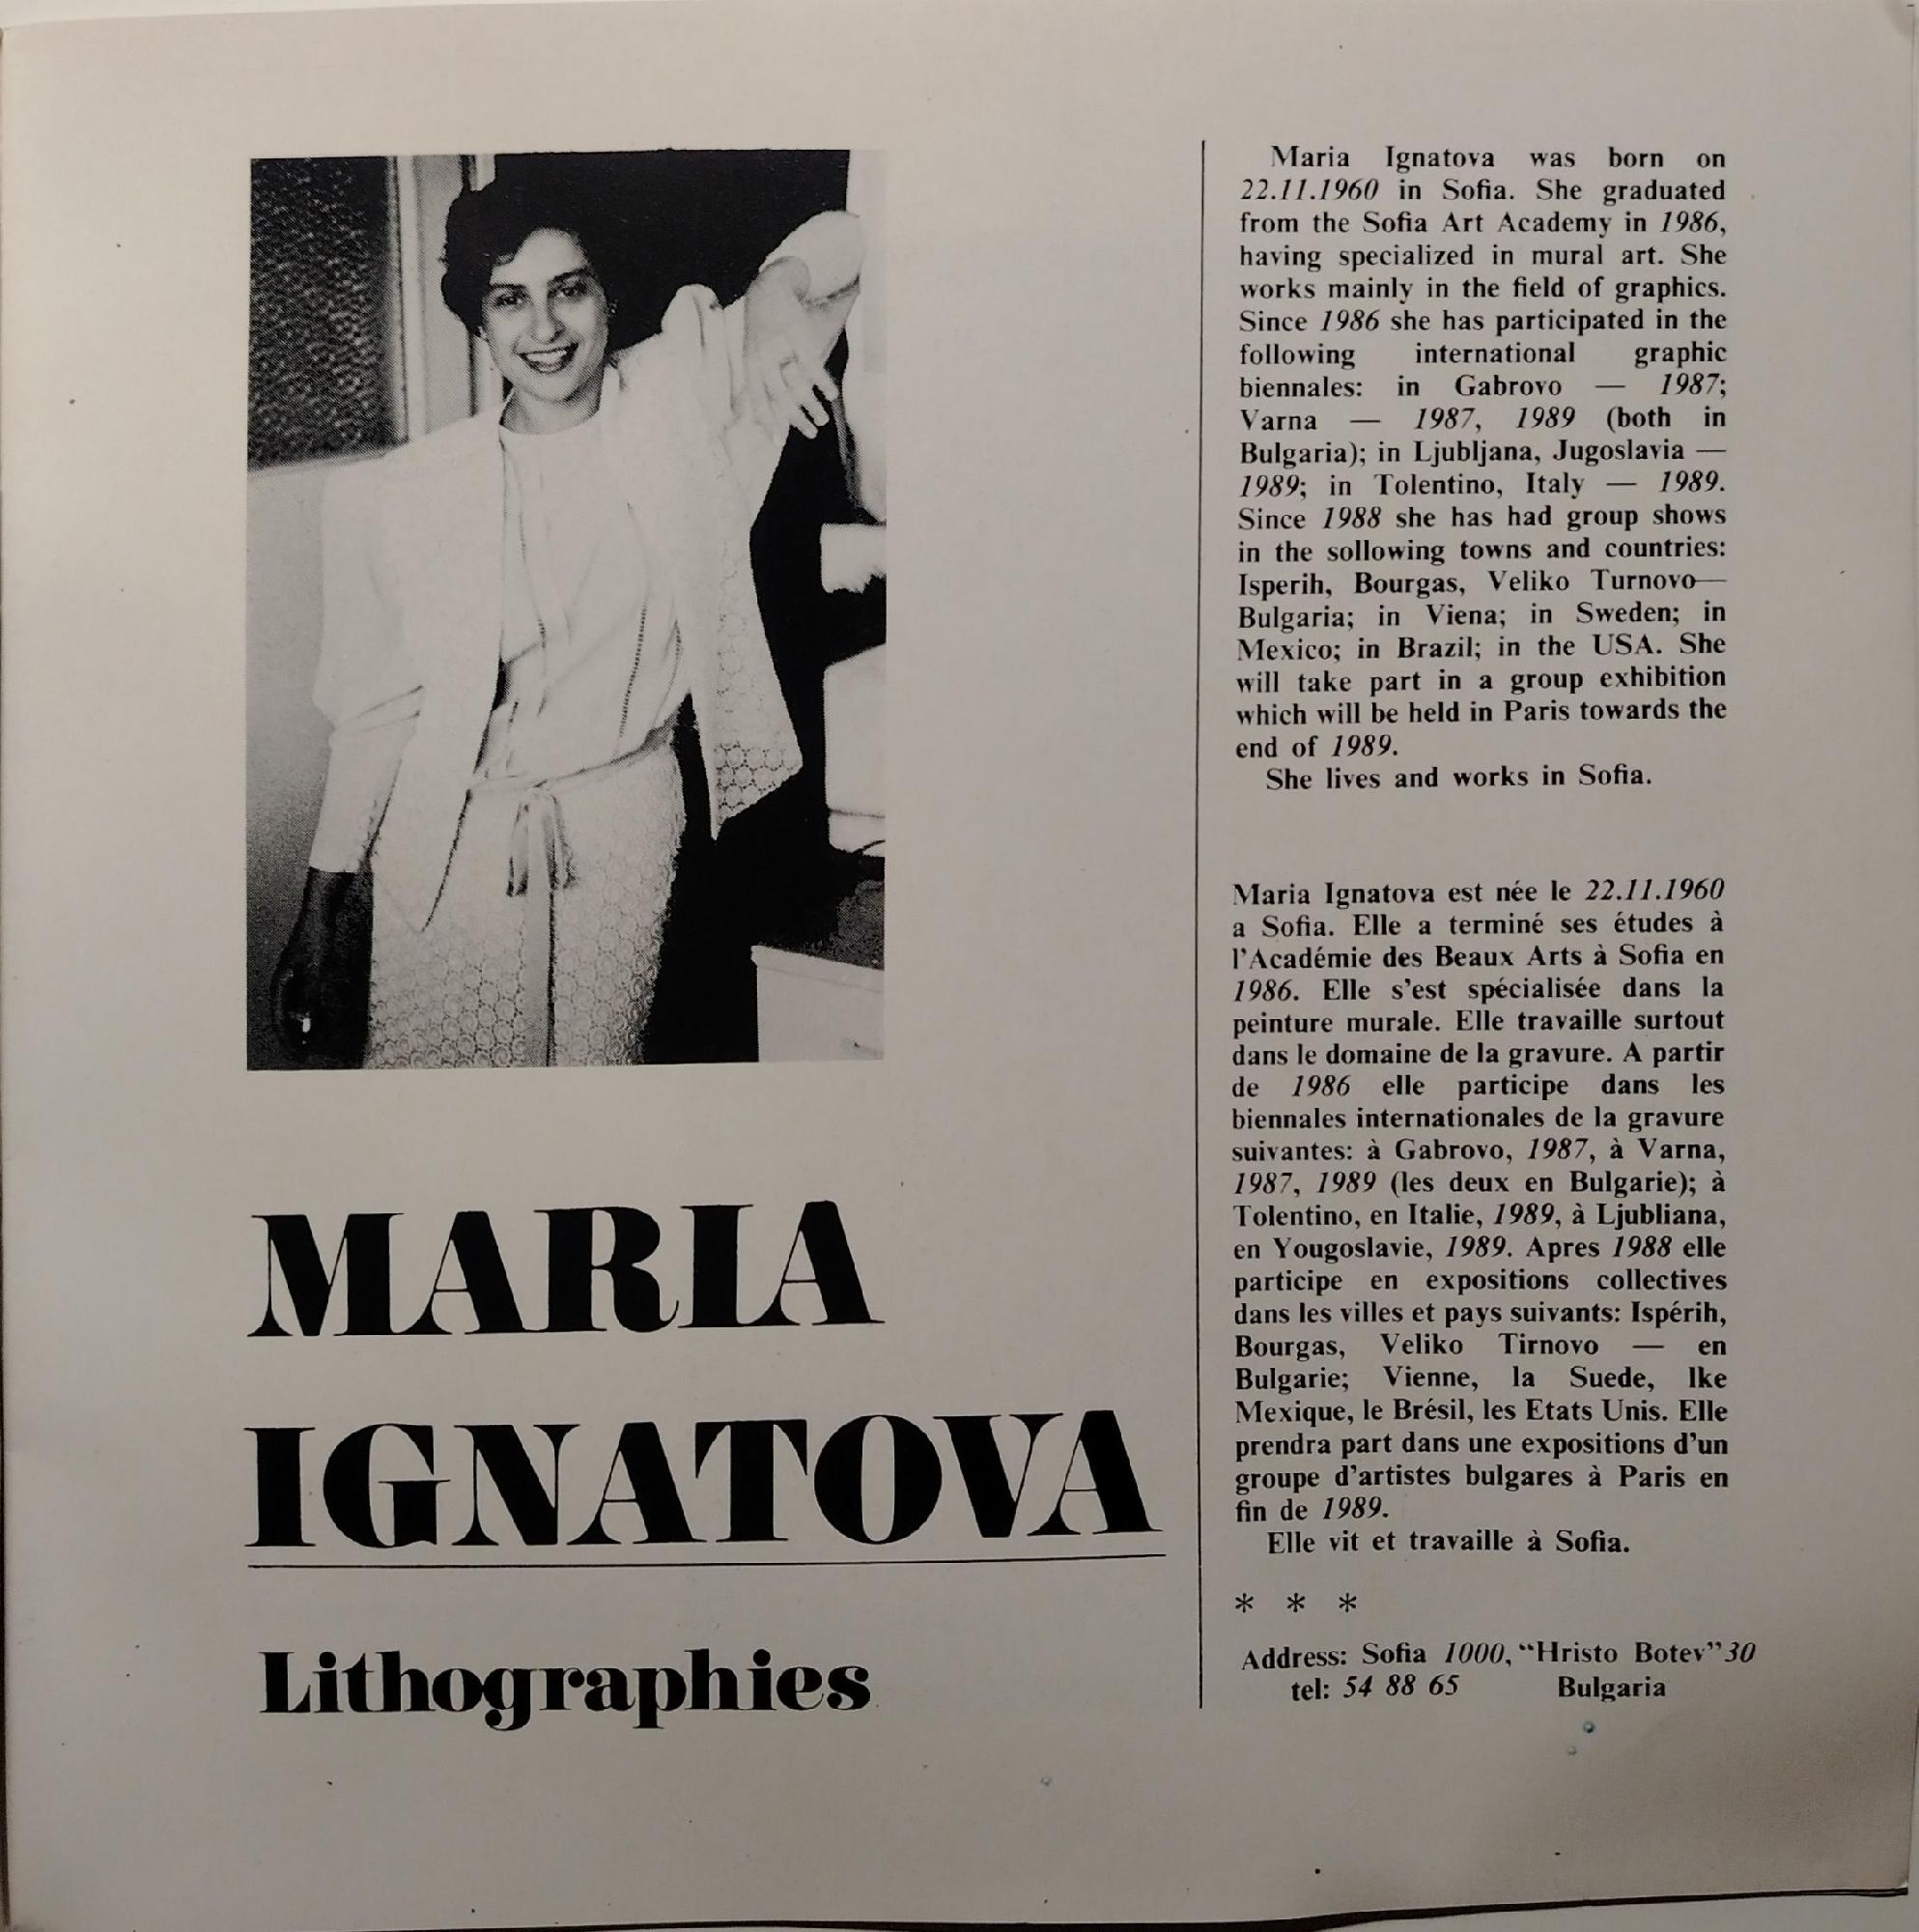 MARIA
IGNATOVA
Lithographies
Maria Ignatova was born on
22.11.1960 in Sofia. She graduated
from the Sofia Art Academy in 1986,
having specialized in mural art. She
works mainly in the field of graphics.
Since 1986 she has participated in the
following international graphic
biennales: in Gabrovo — 1987;
Varna — 1987, 1989 (both in
Bulgaria); in Ljubljana, Jugoslavia —
1989; in Tolentino, Italy — 1989.
Since 1988 she has had group shows
in the sollowing towns and countries:
Isperih, Bourgas, Veliko Turnovo—
Bulgaria; in Viena; in Sweden; in
Mexico; in Brazil; in the USA. She
will take part in a group exhibition
which will be held in Paris towards the
end of 1989.
She lives and works in Sofia.
Maria Ignatova est née le 22.11.1960
a Sofia. Elle a terminé ses études à
l'Académie des Beaux Arts à Sofia en
1986. Elle s'est spécialisée dans la
peinture murale. Elle travaille surtout
dans le domaine de la gravure. A partir
de 1986 elle participe dans les
biennales internationales de la gravure
suivantes: à Gabrovo, 1987, à Varna,
1987, 1989 (les deux en Bulgarie); à
Tolentino, en Italie, 1989, à Ljubliana,
en Yougoslavie, 1989. Apres 1988 elle
participe en expositions collectives
dans les villes et pays suivants: Ispérih,
Bourgas, Veliko Tirnovo — en
Bulgarie; Vienne, la Suede, lke
Mexique, le Brésil, les Etats Unis. Elle
prendra part dans une expositions d'un
groupe d'artistes bulgares à Paris en
fin de 1989.
Elle vit et travaille à Sofia.
* * *
Address: Sofia 1000, “Hristo Botev” 30
tel: 54 88 65 Bulgaria